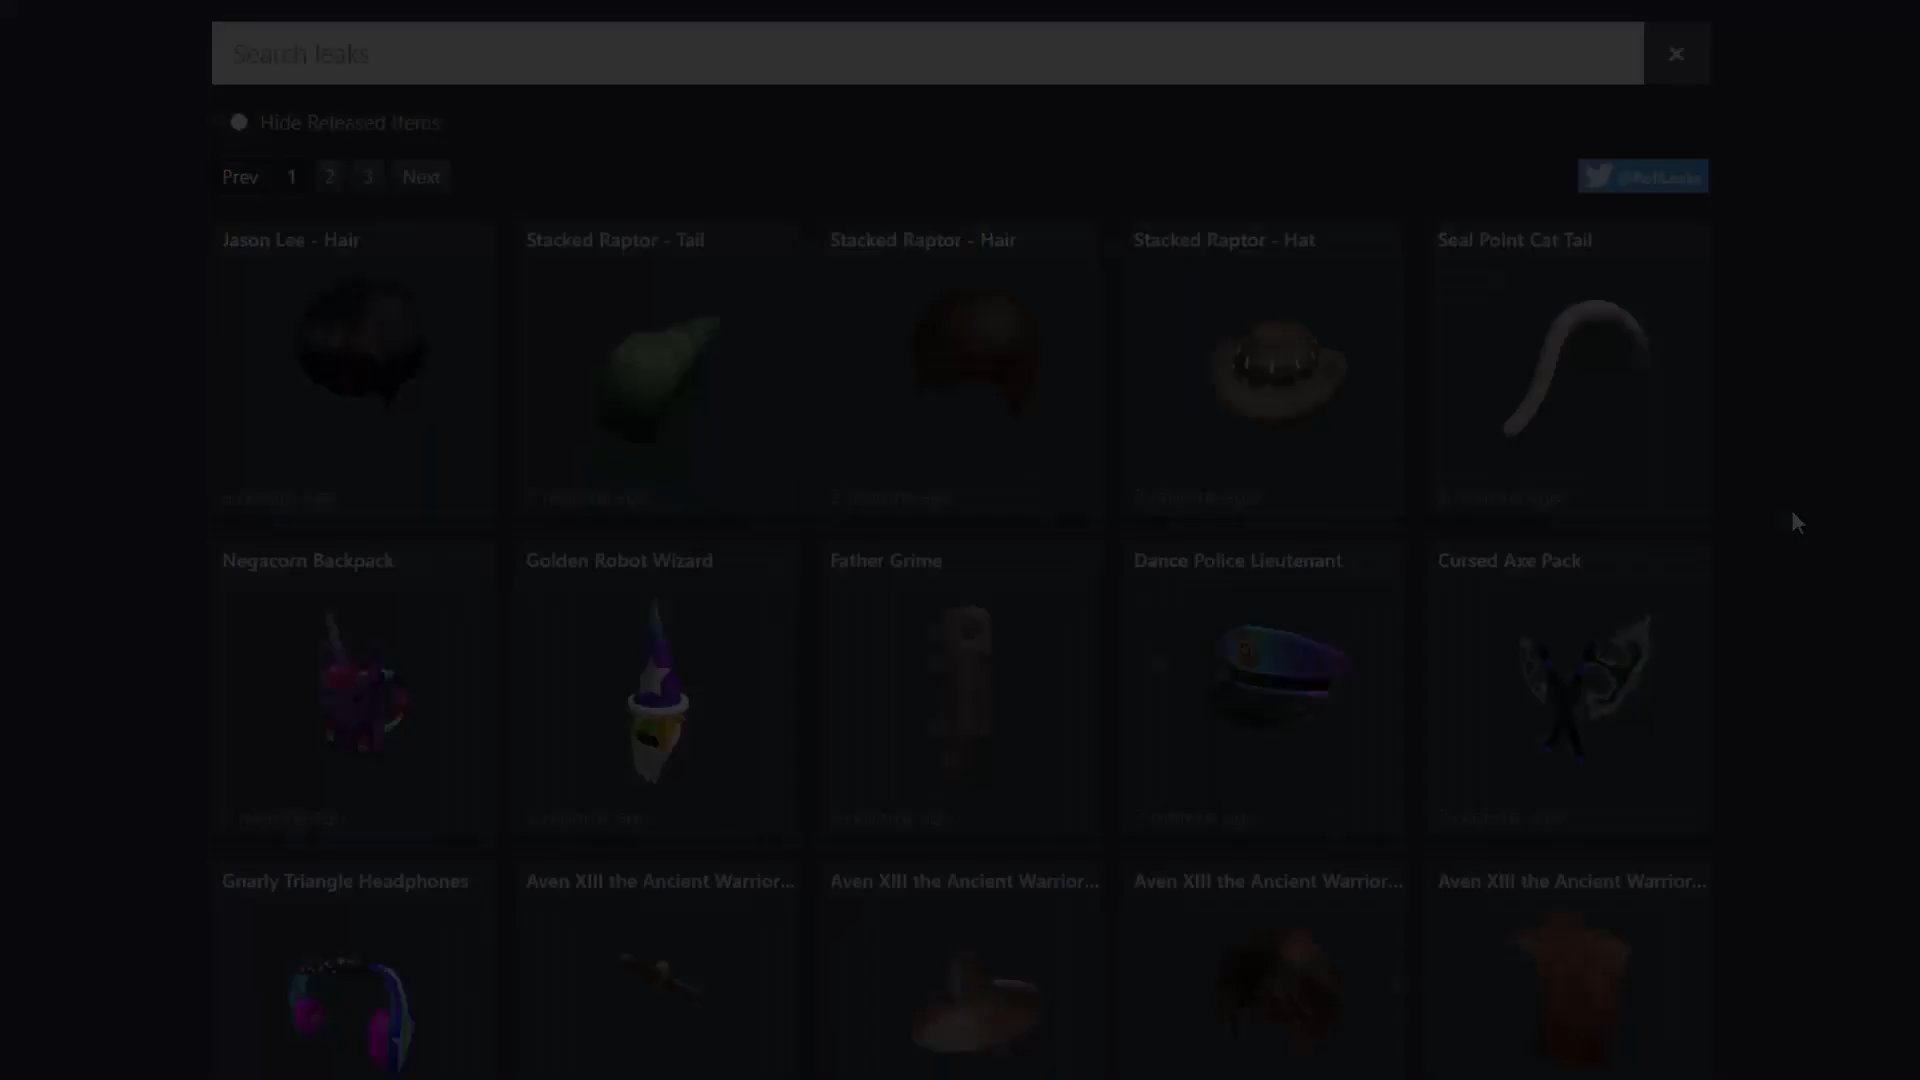 Search leaks
Hide Released Items
Prev 1 2 3 Next
Jason Lee - Hair
Stacked Raptor - Tail
Stacked Raptor - Hair
Stacked Raptor - Hat
Seal Point Cat Tail
Negacorn Backpack
Golden Robot Wizard
Father Grime
Dance Police Lieutenant
Cursed Axe Pack
Gnarly Triangle Headphones
Aven XIII the Ancient Warrior...
Aven XIII the Ancient Warrior...
Aven XIII the Ancient Warrior...
Aven XIII the Ancient Warrior...